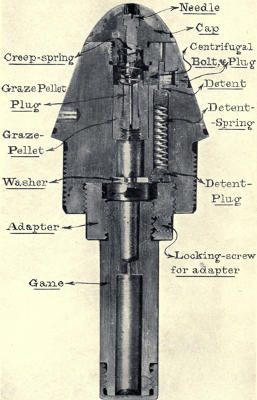 Needle
Cap
Centrifugal
Bolt, Plug
Creep-spring
Detent
Graze Pellet
Plug
Detent-
Spring
Graze-
Pellet
Washer
Detent-
Plug
Adapter
Locking-screw
for adapter
Gane